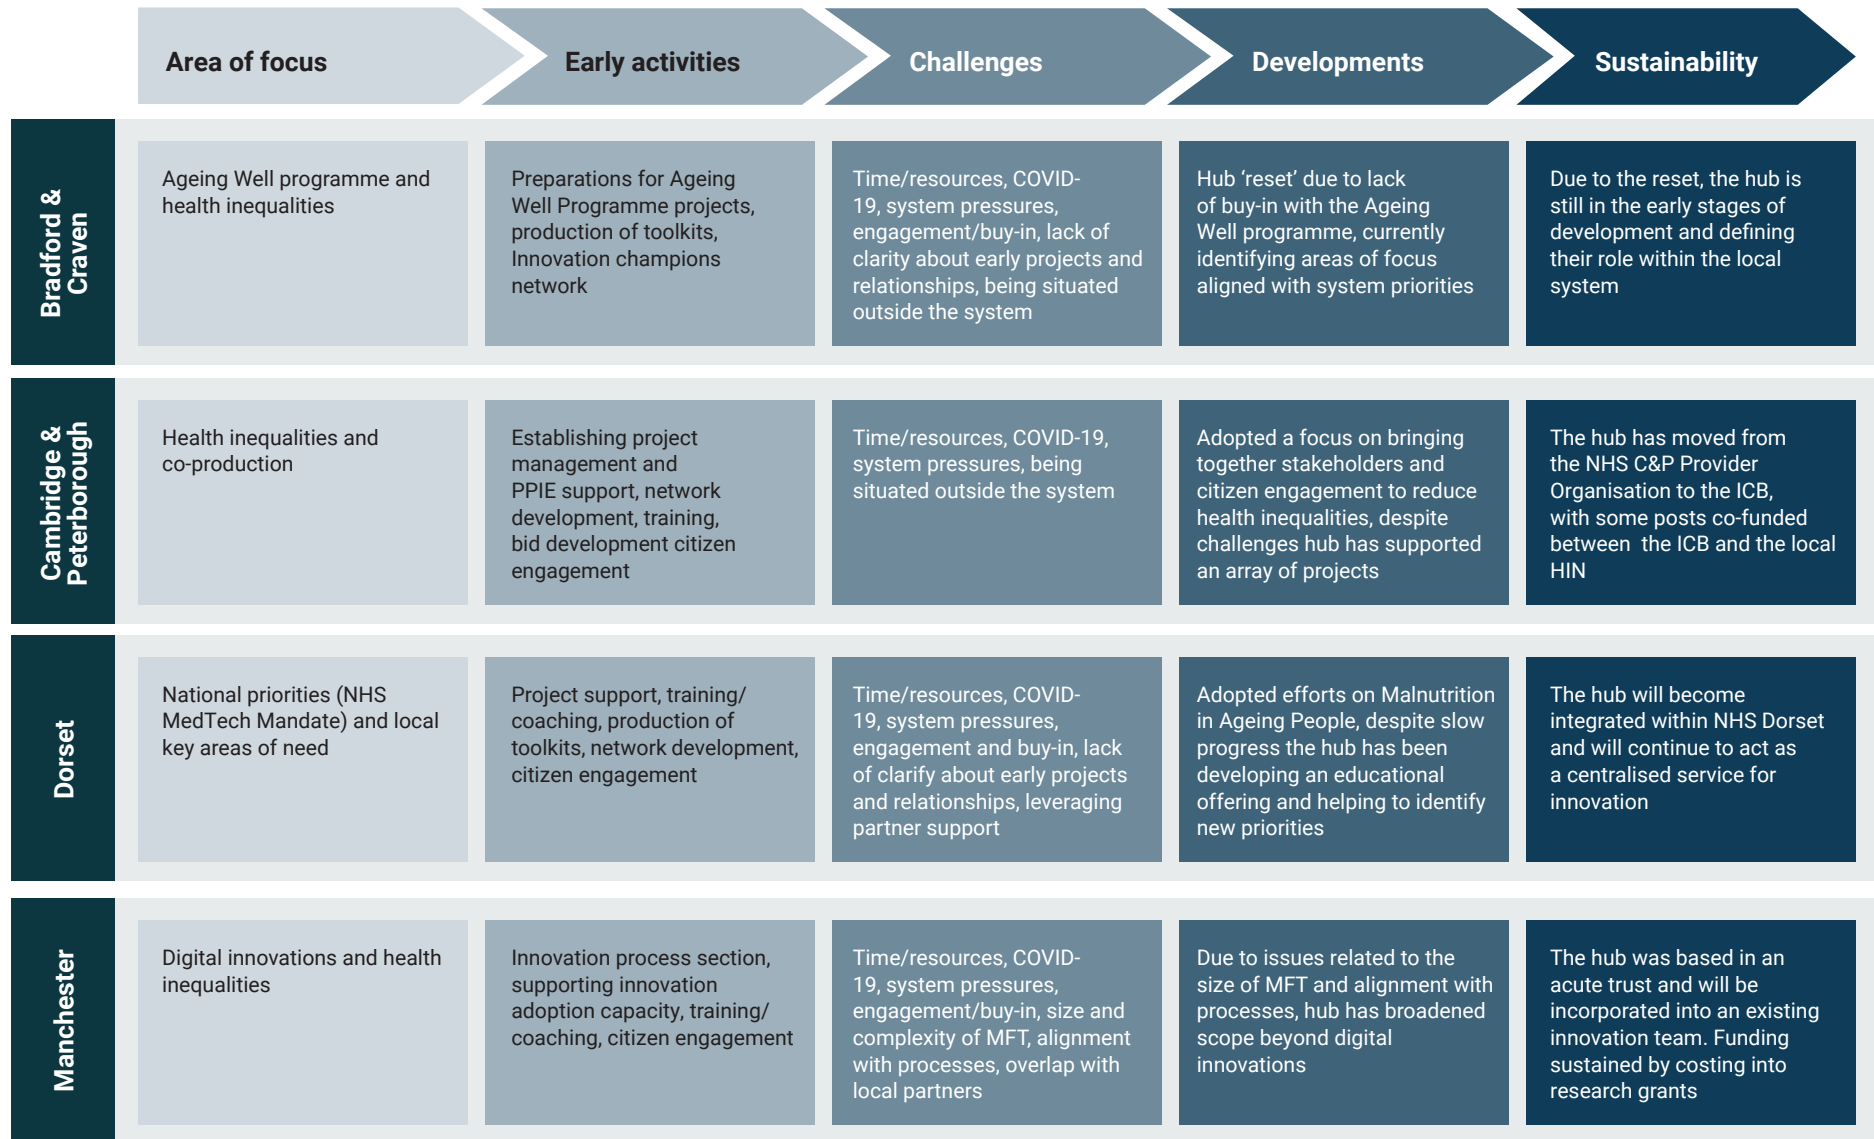 Area of focus
Early activities
Challenges
Developments
Sustainability
Bradford &
Craven
Ageing Well programme and
health inequalities
Preparations for Ageing
Well Programme projects,
production of toolkits,
Innovation champions
network
Time/resources, COVID-
19, system pressures,
engagement/buy-in, lack of
clarity about early projects and
relationships, being situated
outside the system
Hub ‘reset’ due to lack
of buy-in with the Ageing
Well programme, currently
identifying areas of focus
aligned with system priorities
Due to the reset, the hub is
still in the early stages of
development and defining
their role within the local
system
Cambridge &
Peterborough
Health inequalities and
co-production
Establishing project
management and
PPIE support, network
development, training,
bid development citizen
engagement
Time/resources, COVID-19,
system pressures, being
situated outside the system
Adopted a focus on bringing
together stakeholders and
citizen engagement to reduce
health inequalities, despite
challenges hub has supported
an array of projects
The hub has moved from
the NHS C&P Provider
Organisation to the ICB,
with some posts co-funded
between  the ICB and the local
HIN
Dorset
National priorities (NHS
MedTech Mandate) and local
key areas of need
Project support, training/
coaching, production of
toolkits, network development,
citizen engagement
Time/resources, COVID-
19, system pressures,
engagement and buy-in, lack
of clarify about early projects
and relationships, leveraging
partner support
Adopted efforts on Malnutrition
in Ageing People, despite slow
progress the hub has been
developing an educational
offering and helping to identify
new priorities
The hub will become
integrated within NHS Dorset
and will continue to act as
a centralised service for
innovation
Manchester
Digital innovations and health
inequalities
Innovation process section,
supporting innovation
adoption capacity, training/
coaching, citizen engagement
Time/resources, COVID-
19, system pressures,
engagement/buy-in, size and
complexity of MFT, alignment
with processes, overlap with
local partners
Due to issues related to the
size of MFT and alignment with
processes, hub has broadened
scope beyond digital
innovations
The hub was based in an
acute trust and will be
incorporated into an existing
innovation team. Funding
sustained by costing into
research grants